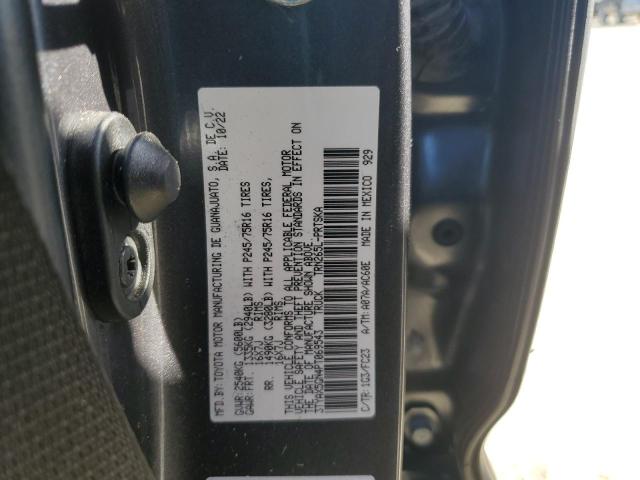 MFD.BY:TOYOTA MOTOR MANUFACTURING DE GUANAJUATO, S.A. DE C.V.
DATE: 10/22
GVWR:2540KG (5600LB)
GAWR: FRT. 1335KG (2940LB) WITH P245/75R16 TIRES
16X7J RIMS,
RR. 1490KG (3280LB) WITH P245/75R16 TIRES,
16X7J RIMS.
THIS VEHICLE CONFORMS TO ALL APPLICABLE FEDERAL MOTOR
VEHICLE SAFETY AND THEFT PREVENTION STANDARDS IN EFFECT ON
THE DATE OF MANUFACTURE SHOWN ABOVE.
3TYAX5GN4PT069543 TRUCK TRN265L-PRTSKA
C/TR: 1G3/FC23 A/TM: A07A/AC60E MADE IN MEXICO 929